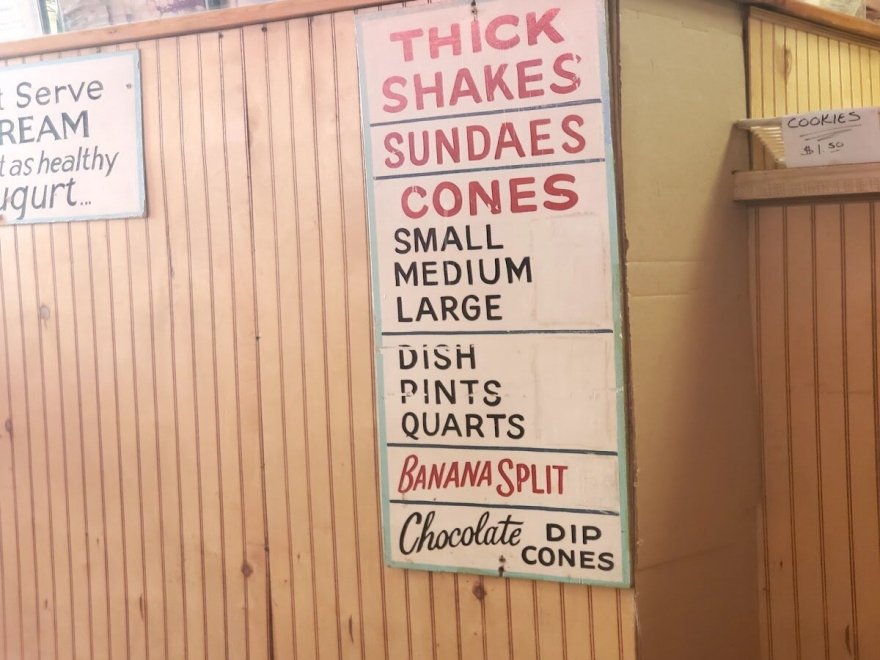 t Serve
REAM
t as healthy
ugurt...
THICK
SHAKES
SUNDAES
CONES
SMALL
MEDIUM
LARGE
DISH
PINTS
QUARTS
BANANA SPLIT
Chocolate DIP
CONES
COOKIES
$1.50